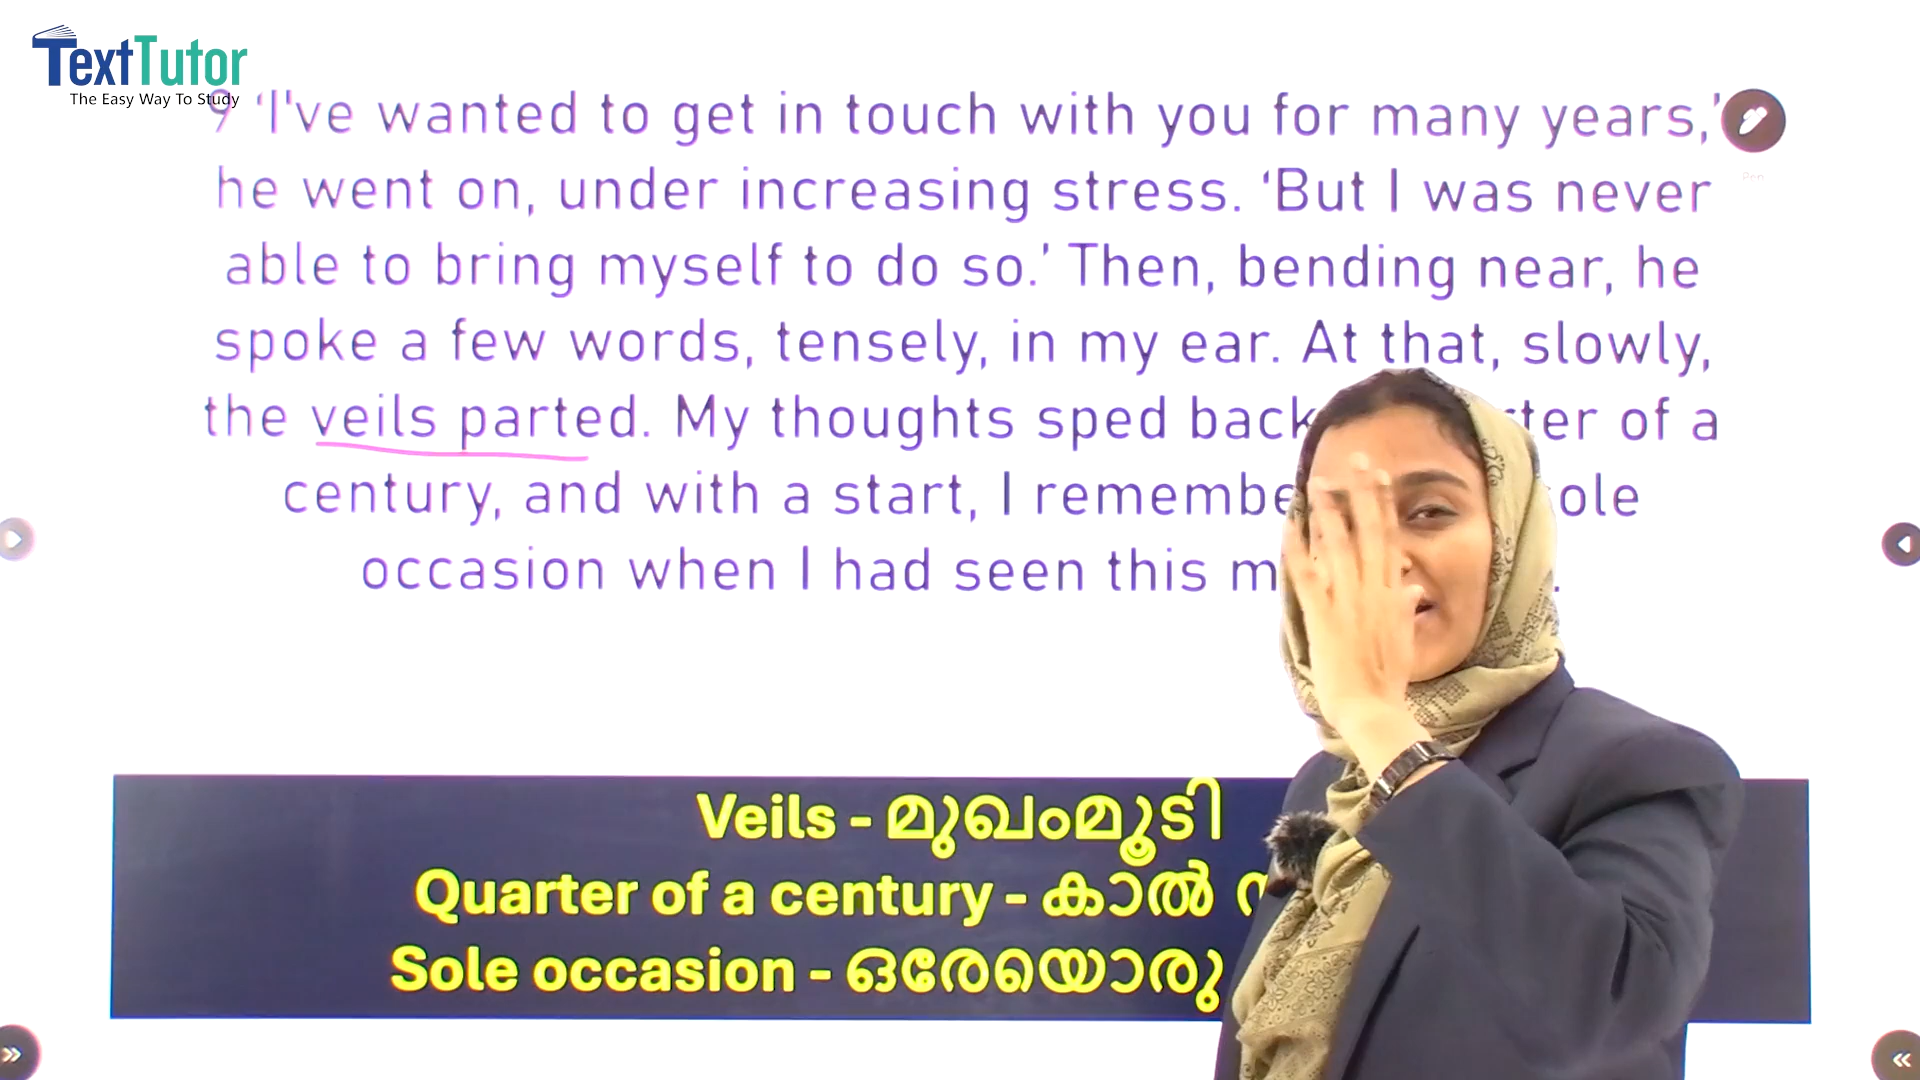 TextTutor
The Easy Way To Study
9 ‘I've wanted to get in touch with you for many years,’
he went on, under increasing stress. ‘But I was never
able to bring myself to do so.’ Then, bending near, he
spoke a few words, tensely, in my ear. At that, slowly,
the veils parted. My thoughts sped back of a
century, and with a start, I
occasion when I had seen this
Veils - മുഖംമൂടി
Quarter of a century - കാൽ
Sole occasion - ഒരേയൊരു